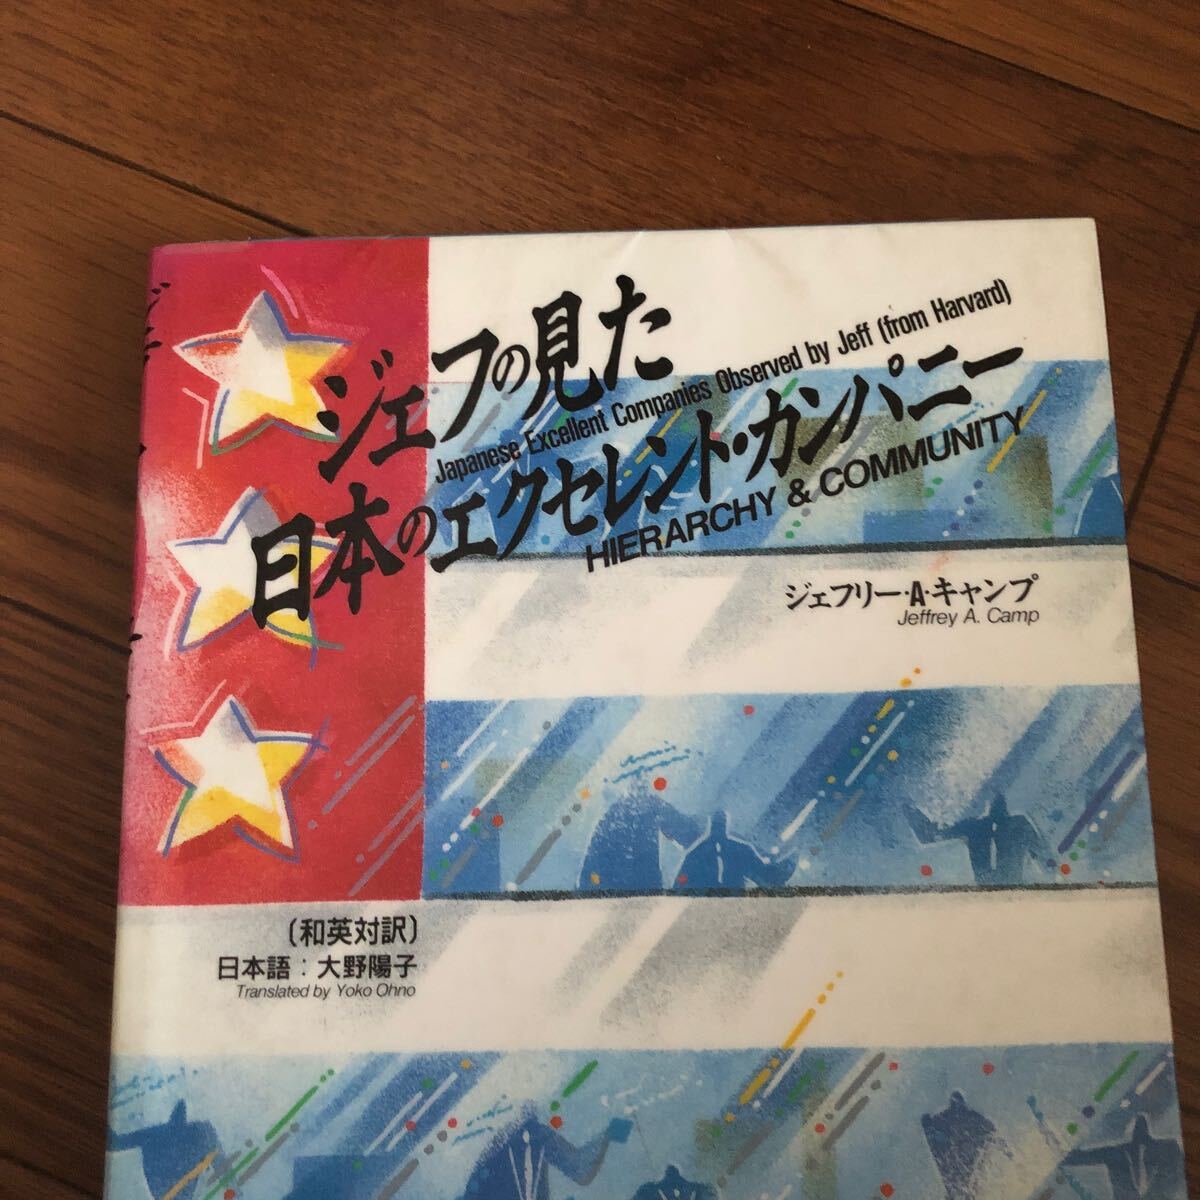 ジェフの見た
Japanese Excellent Companies Observed by Jeff (from Harvard)
日本のエクセレント・カンパニー
HIERARCHY & COMMUNITY
ジェフリー・A・キャンプ
Jeffrey A. Camp
〔和英対訳〕
日本語：大野陽子
Translated by Yoko Ohno